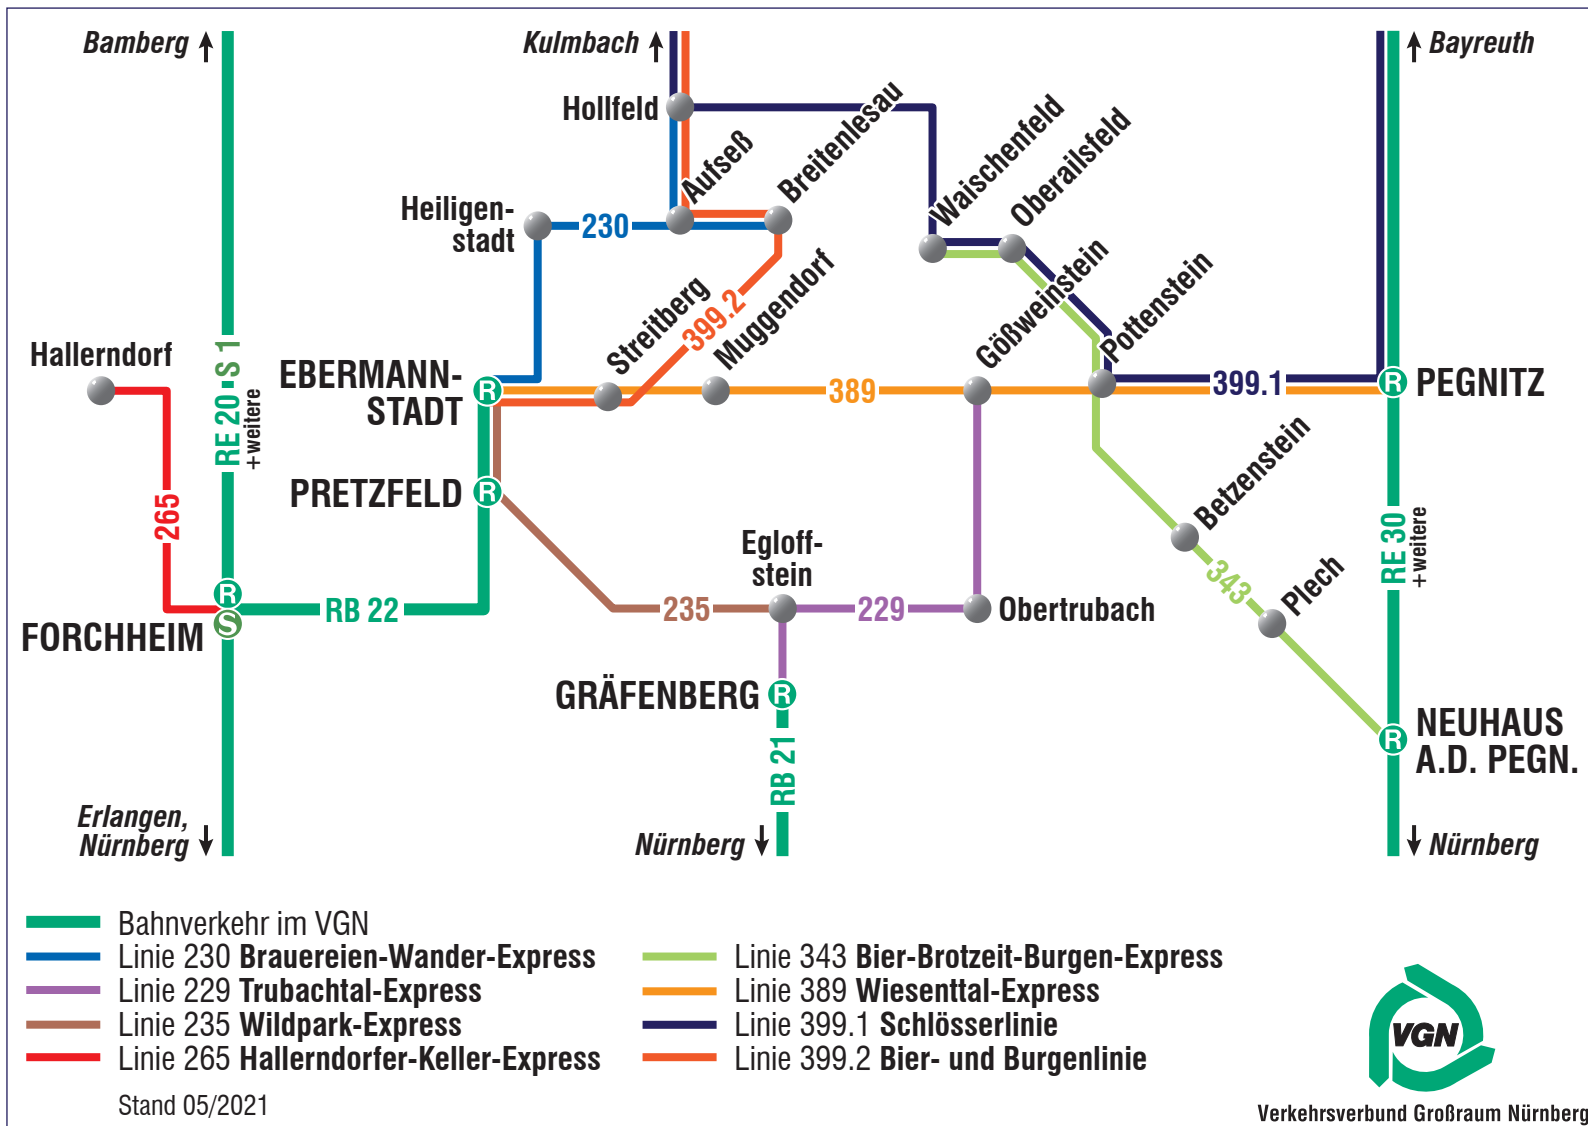 Bamberg
Kulmbach
Bayreuth
Hollfeld
Aufseß
Breitenlesau
Waischenfeld
Oberailsfeld
Heiligen-
stadt
230
Streitberg
399.2
Muggendorf
Gößweinstein
Pottenstein
Hallerndorf
RE 20 · S 1
+weitere
EBERMANN-
STADT
R
389
399.1
R
PEGNITZ
265
PRETZFELD
R
Betzenstein
RE 30
+weitere
Egloff-
stein
343
Plech
R
S
FORCHHEIM
RB 22
235
229
Obertrubach
GRÄFENBERG
R
RB 21
R
NEUHAUS
A.D. PEGN.
Erlangen,
Nürnberg
Nürnberg
Nürnberg
Bahnverkehr im VGN
Linie 230 Brauereien-Wander-Express
Linie 229 Trubachtal-Express
Linie 235 Wildpark-Express
Linie 265 Hallerndorfer-Keller-Express
Linie 343 Bier-Brotzeit-Burgen-Express
Linie 389 Wiesenttal-Express
Linie 399.1 Schlösserlinie
Linie 399.2 Bier- und Burgenlinie
Stand 05/2021
VGN
Verkehrsverbund Großraum Nürnberg